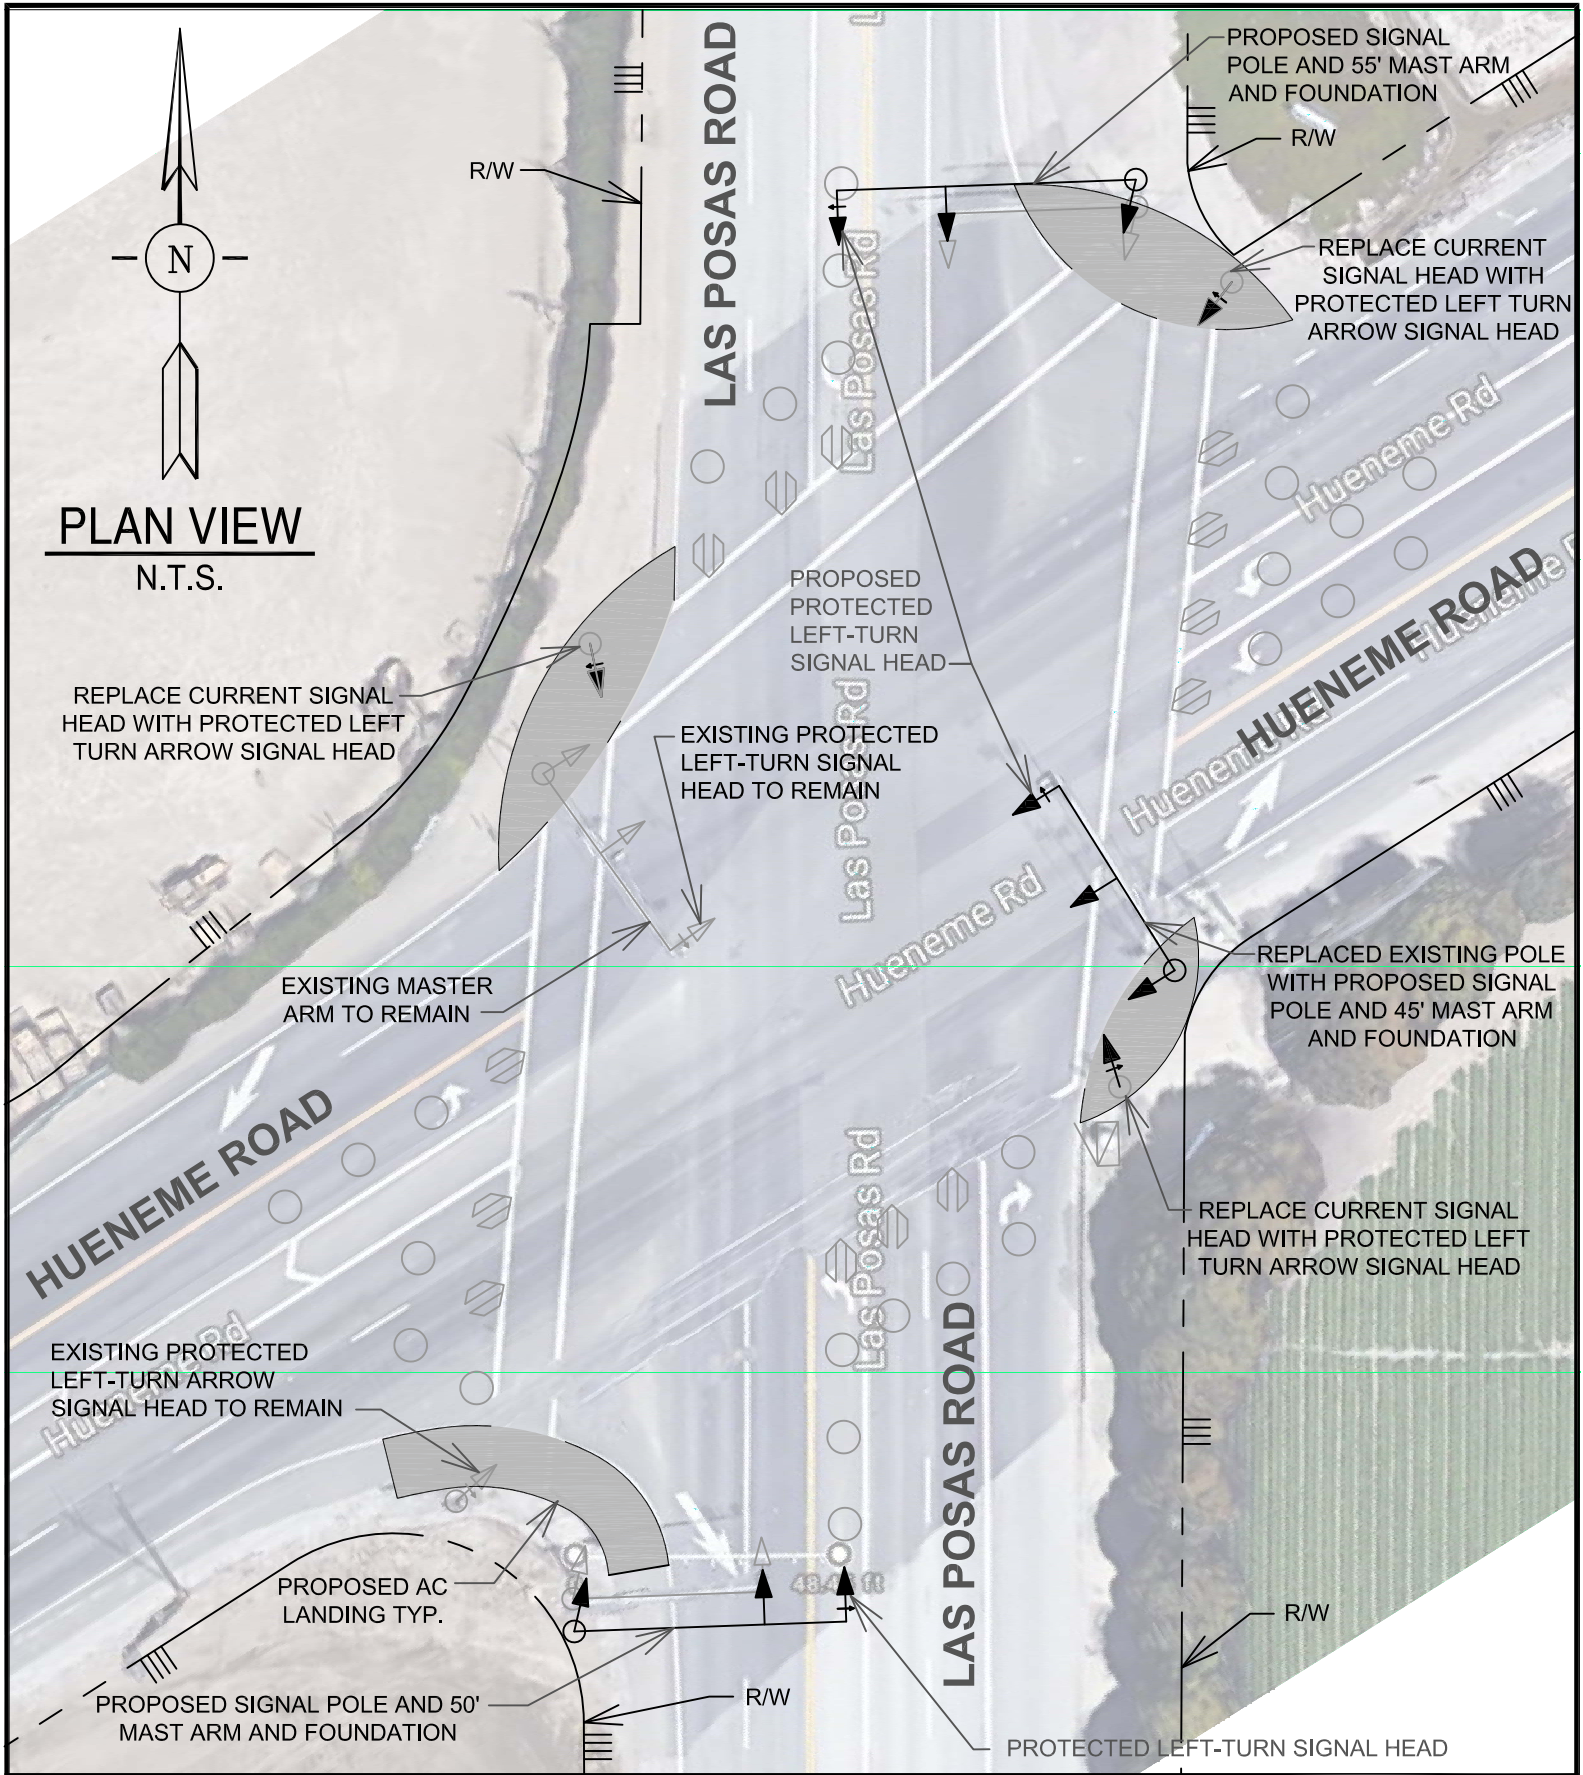 PROPOSED SIGNAL
POLE AND 55' MAST ARM
AND FOUNDATION
R/W
R/W
LAS POSAS ROAD
N
PLAN VIEW
N.T.S.
Las Posas Rd
REPLACE CURRENT
SIGNAL HEAD WITH
PROTECTED LEFT TURN
ARROW SIGNAL HEAD
Hueneme Rd
HUENEME ROAD
PROPOSED
PROTECTED
LEFT-TURN
SIGNAL HEAD
REPLACE CURRENT SIGNAL
HEAD WITH PROTECTED LEFT
TURN ARROW SIGNAL HEAD
EXISTING PROTECTED
LEFT-TURN SIGNAL
HEAD TO REMAIN
Las Posas Rd
Hueneme Rd
Hueneme Rd
EXISTING MASTER
ARM TO REMAIN
REPLACED EXISTING POLE
WITH PROPOSED SIGNAL
POLE AND 45' MAST ARM
AND FOUNDATION
HUENEME ROAD
Las Posas Rd
REPLACE CURRENT SIGNAL
HEAD WITH PROTECTED LEFT
TURN ARROW SIGNAL HEAD
Hueneme Rd
EXISTING PROTECTED
LEFT-TURN ARROW
SIGNAL HEAD TO REMAIN
LAS POSAS ROAD
PROPOSED AC
LANDING TYP.
R/W
PROPOSED SIGNAL POLE AND 50'
MAST ARM AND FOUNDATION
R/W
PROTECTED LEFT-TURN SIGNAL HEAD